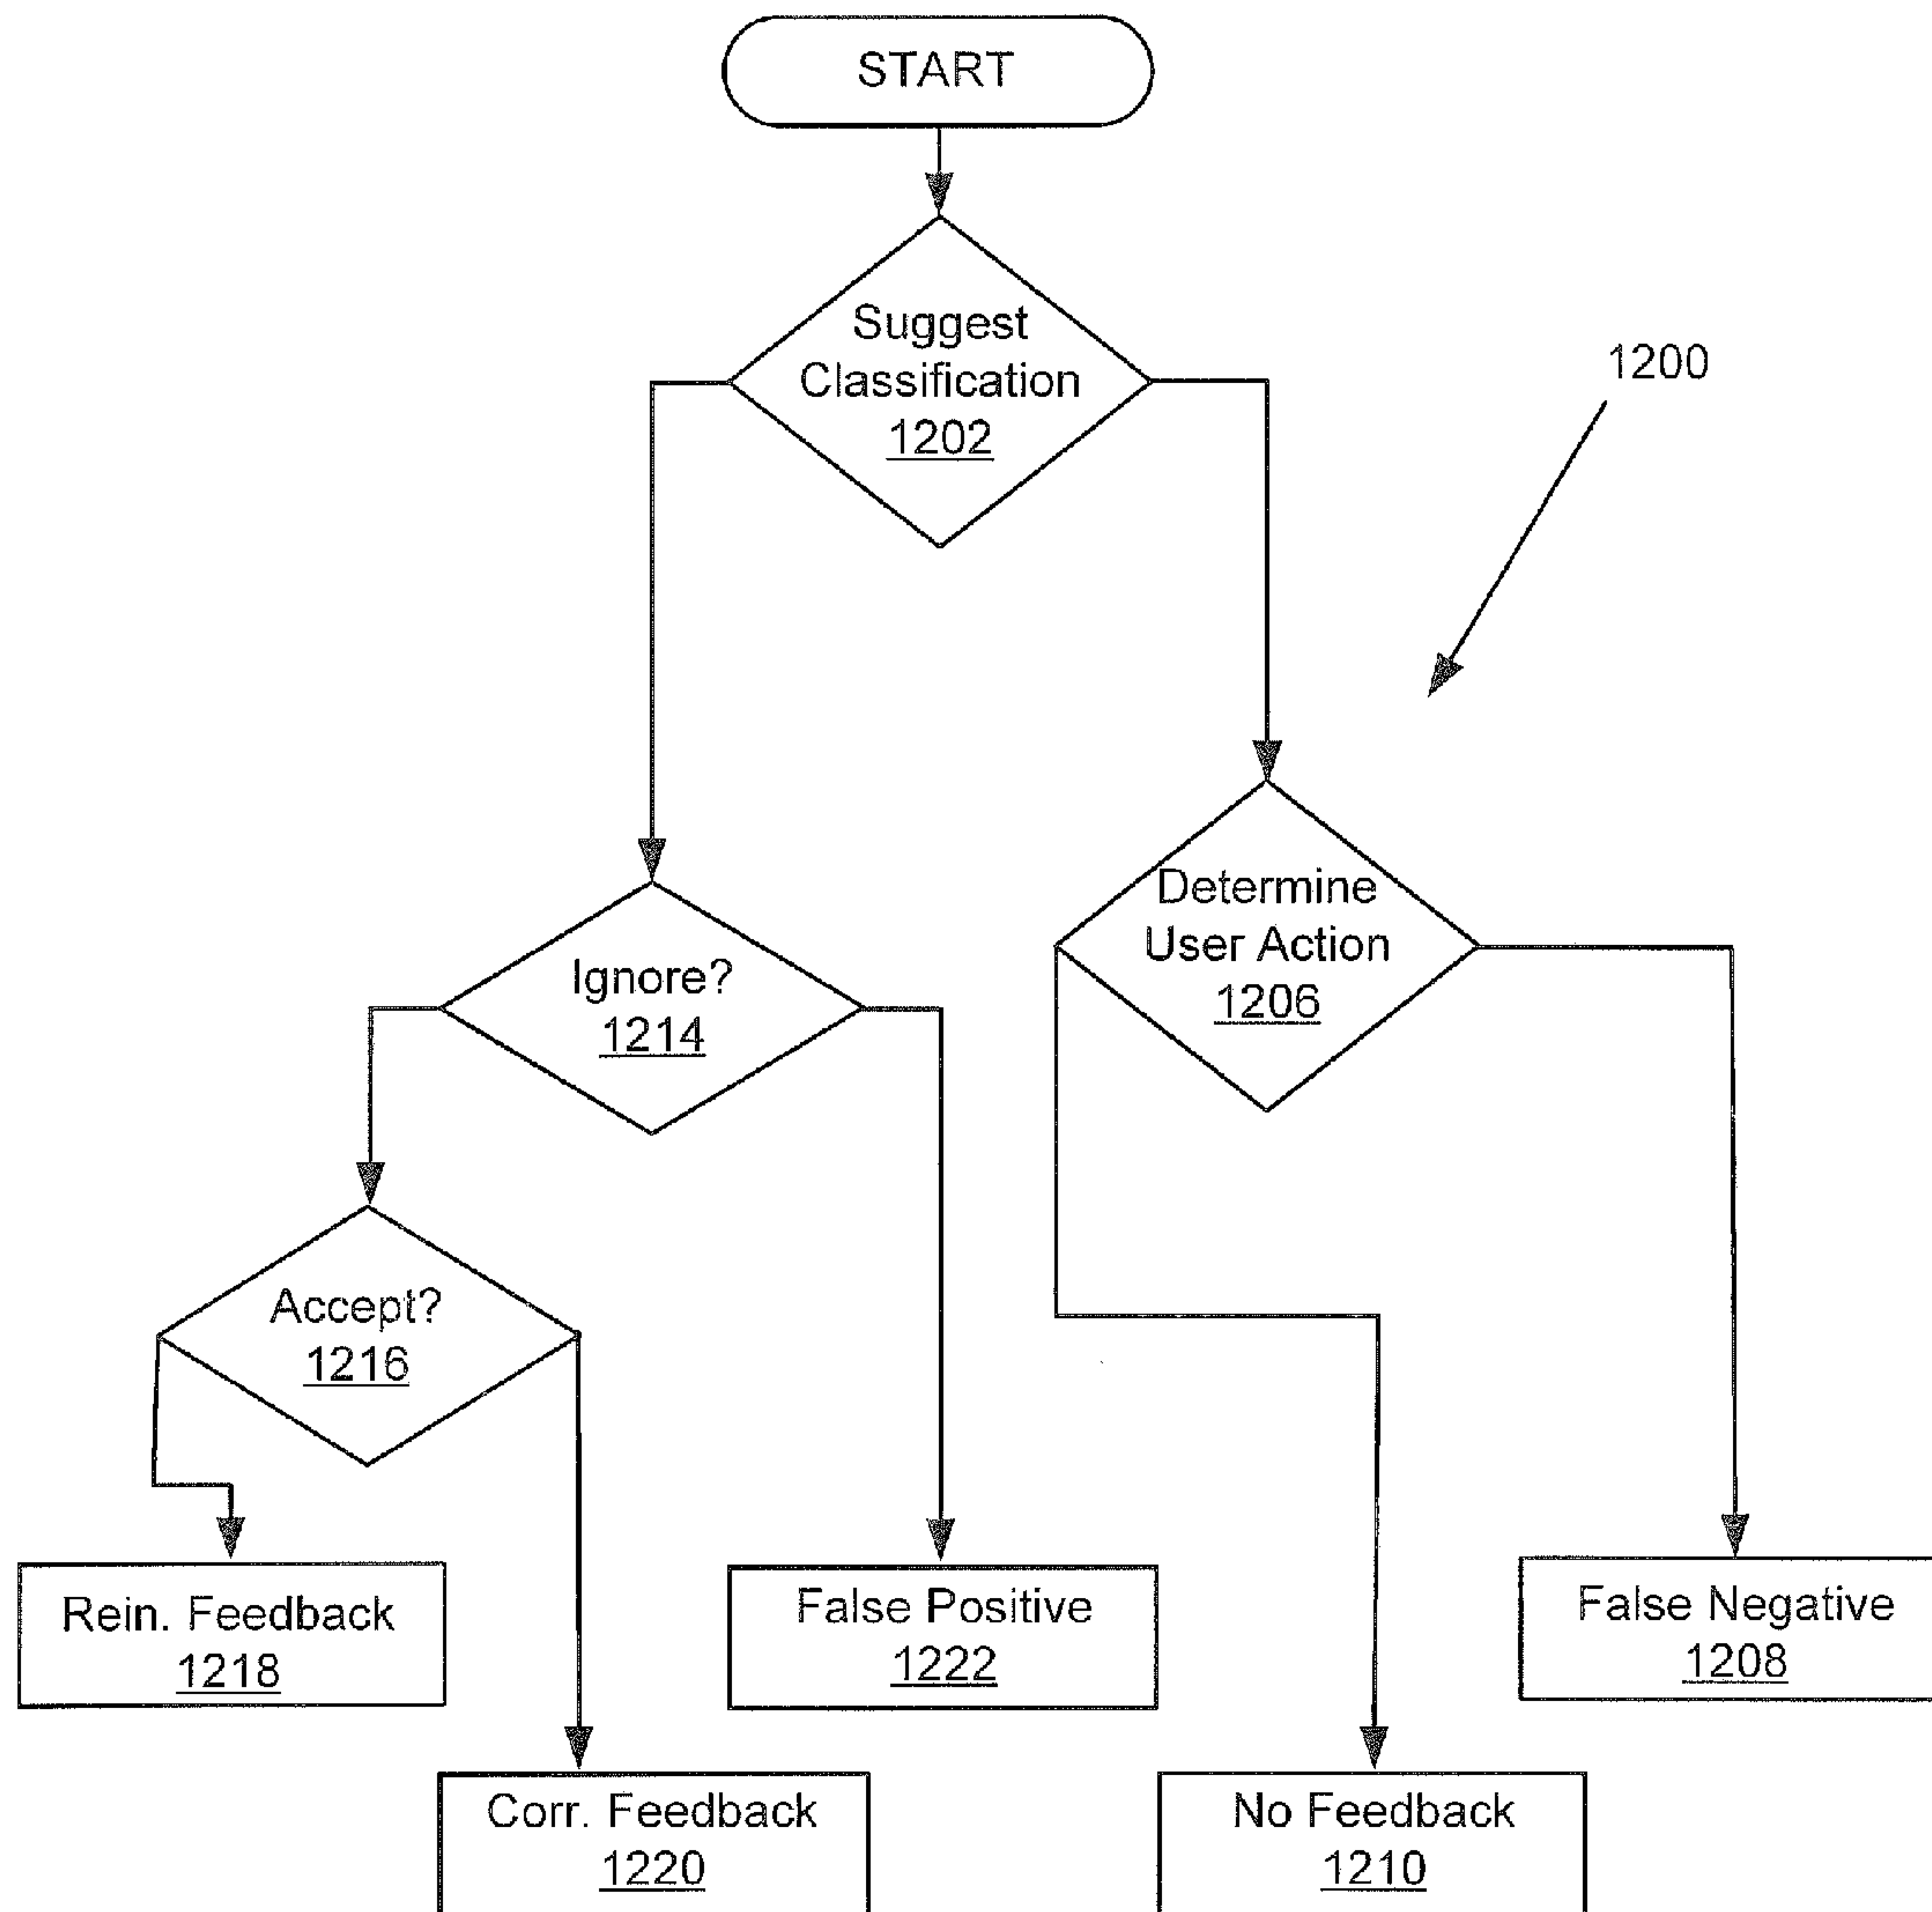 START
Suggest
Classification
1202
1200
Determine
User Action
1206
Ignore?
1214
Accept?
1216
Rein. Feedback
1218
False Positive
1222
False Negative
1208
Corr. Feedback
1220
No Feedback
1210